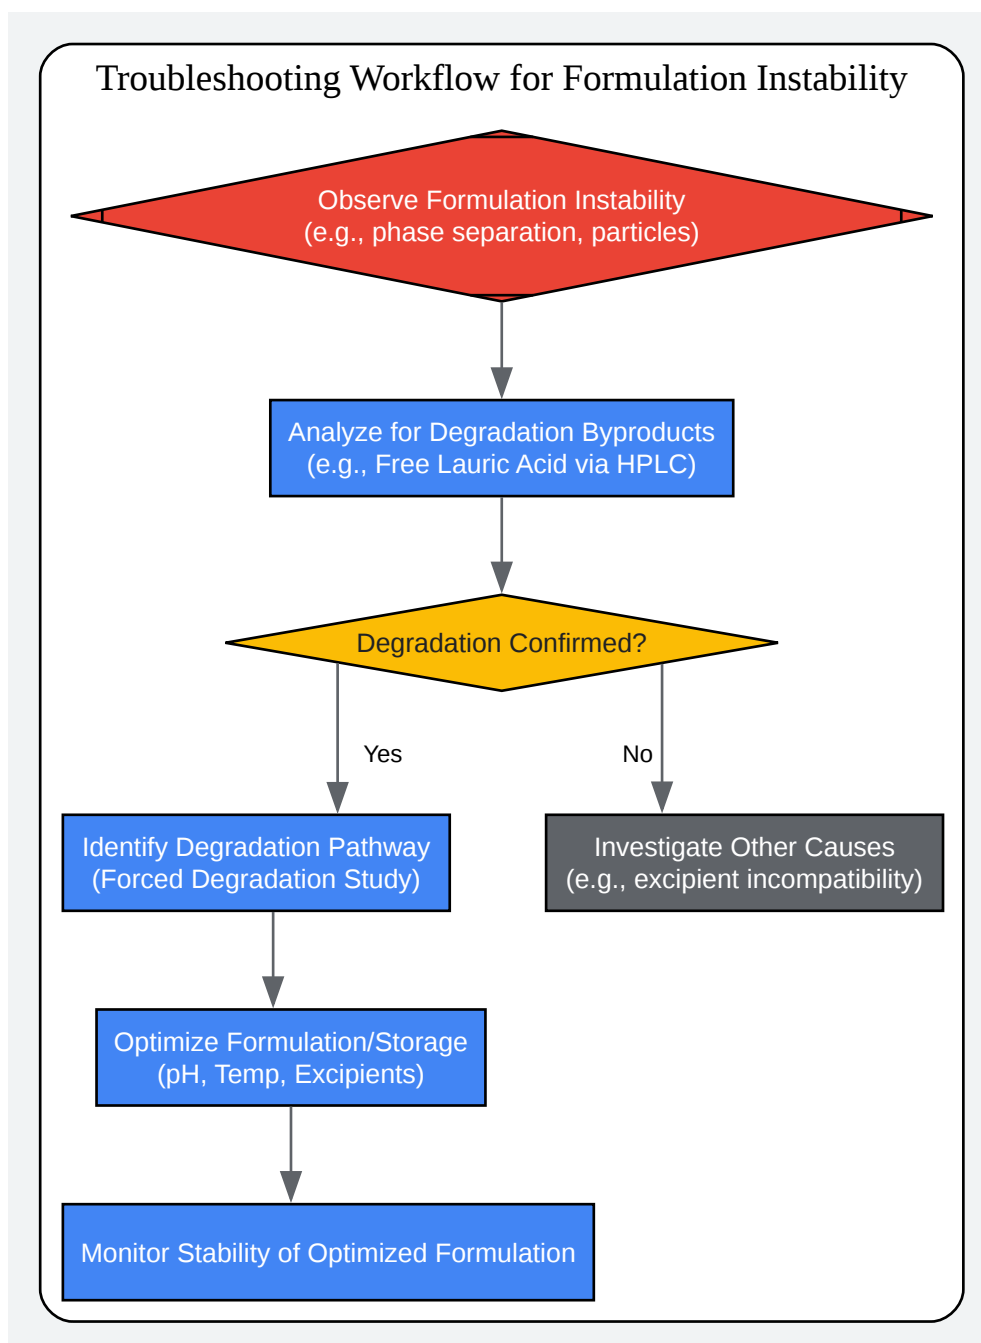 Troubleshooting Workflow for Formulation Instability
Observe Formulation Instability
(e.g., phase separation, particles)
Analyze for Degradation Byproducts
(e.g., Free Lauric Acid via HPLC)
Degradation Confirmed?
Yes
No
Identify Degradation Pathway
(Forced Degradation Study)
Investigate Other Causes
(e.g., excipient incompatibility)
Optimize Formulation/Storage
(pH, Temp, Excipients)
Monitor Stability of Optimized Formulation